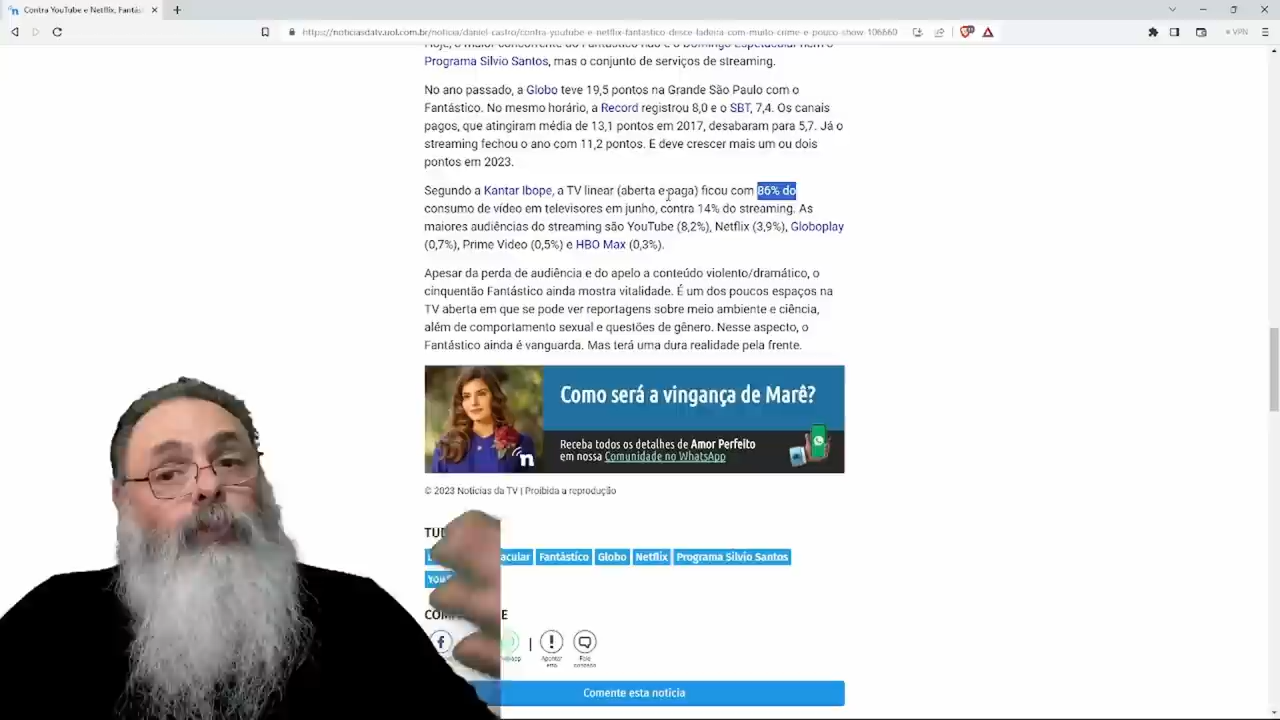 Contra YouTube e Netflix, Fantás
https://noticiasdatv.uol.com.br/noticia/daniel-castro/contra-youtube-e-netflix-fantastico-desce-ladeira-com-muito-crime-e-pouco-show-106660
VPN
Hoje, o maior concorrente do Fantástico não é o Domingo Espetacular nem o
Programa Silvio Santos, mas o conjunto de serviços de streaming.
No ano passado, a Globo teve 19,5 pontos na Grande São Paulo com o
Fantástico. No mesmo horário, a Record registrou 8,0 e o SBT, 7,4. Os canais
pagos, que atingiram média de 13,1 pontos em 2017, desabaram para 5,7. Já o
streaming fechou o ano com 11,2 pontos. E deve crescer mais um ou dois
pontos em 2023.
Segundo a Kantar Ibope, a TV linear (aberta e paga) ficou com 86% do
consumo de vídeo em televisores em junho, contra 14% do streaming. As
maiores audiências do streaming são YouTube (8,2%), Netflix (3,9%), Globoplay
(0,7%), Prime Video (0,5%) e HBO Max (0,3%).
Apesar da perda de audiência e do apelo a conteúdo violento/dramático, o
cinquentão Fantástico ainda mostra vitalidade. É um dos poucos espaços na
TV aberta em que se pode ver reportagens sobre meio ambiente e ciência,
além de comportamento sexual e questões de gênero. Nesse aspecto, o
Fantástico ainda é vanguarda. Mas terá uma dura realidade pela frente.
Como será a vingança de Marê?
Receba todos os detalhes de Amor Perfeito
em nossa Comunidade no WhatsApp
n
© 2023 Notícias da TV | Proibida a reprodução
TU
acular Fantástico Globo Netflix Programa Silvio Santos
You
CO E
Apontar erro
Fale conosco
Comente esta notícia